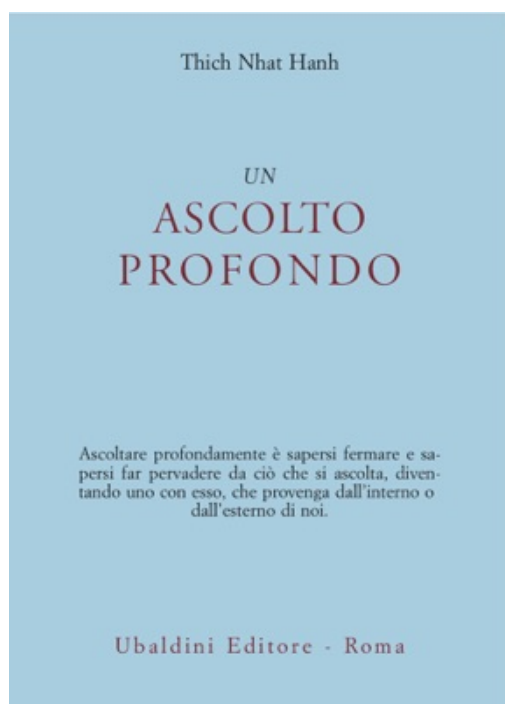 Thich Nhat Hanh
UN
ASCOLTO
PROFONDO
Ascoltare profondamente è sapersi fermare e sa-
persi far pervadere da ciò che si ascolta, diven-
tando uno con esso, che provenga dall'interno o
dall'esterno di noi.
Ubaldini Editore - Roma